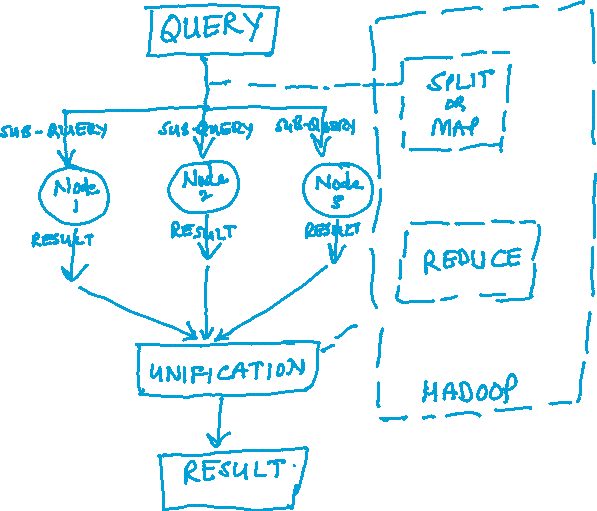 QUERY
SPLIT
OR
MAP
SUB-QUERY
SUB-QUERY
SUB-QUERY
Node
1
Node
2
Node
3
RESULT
RESULT
RESULT
REDUCE
UNIFICATION
HADOOP
RESULT